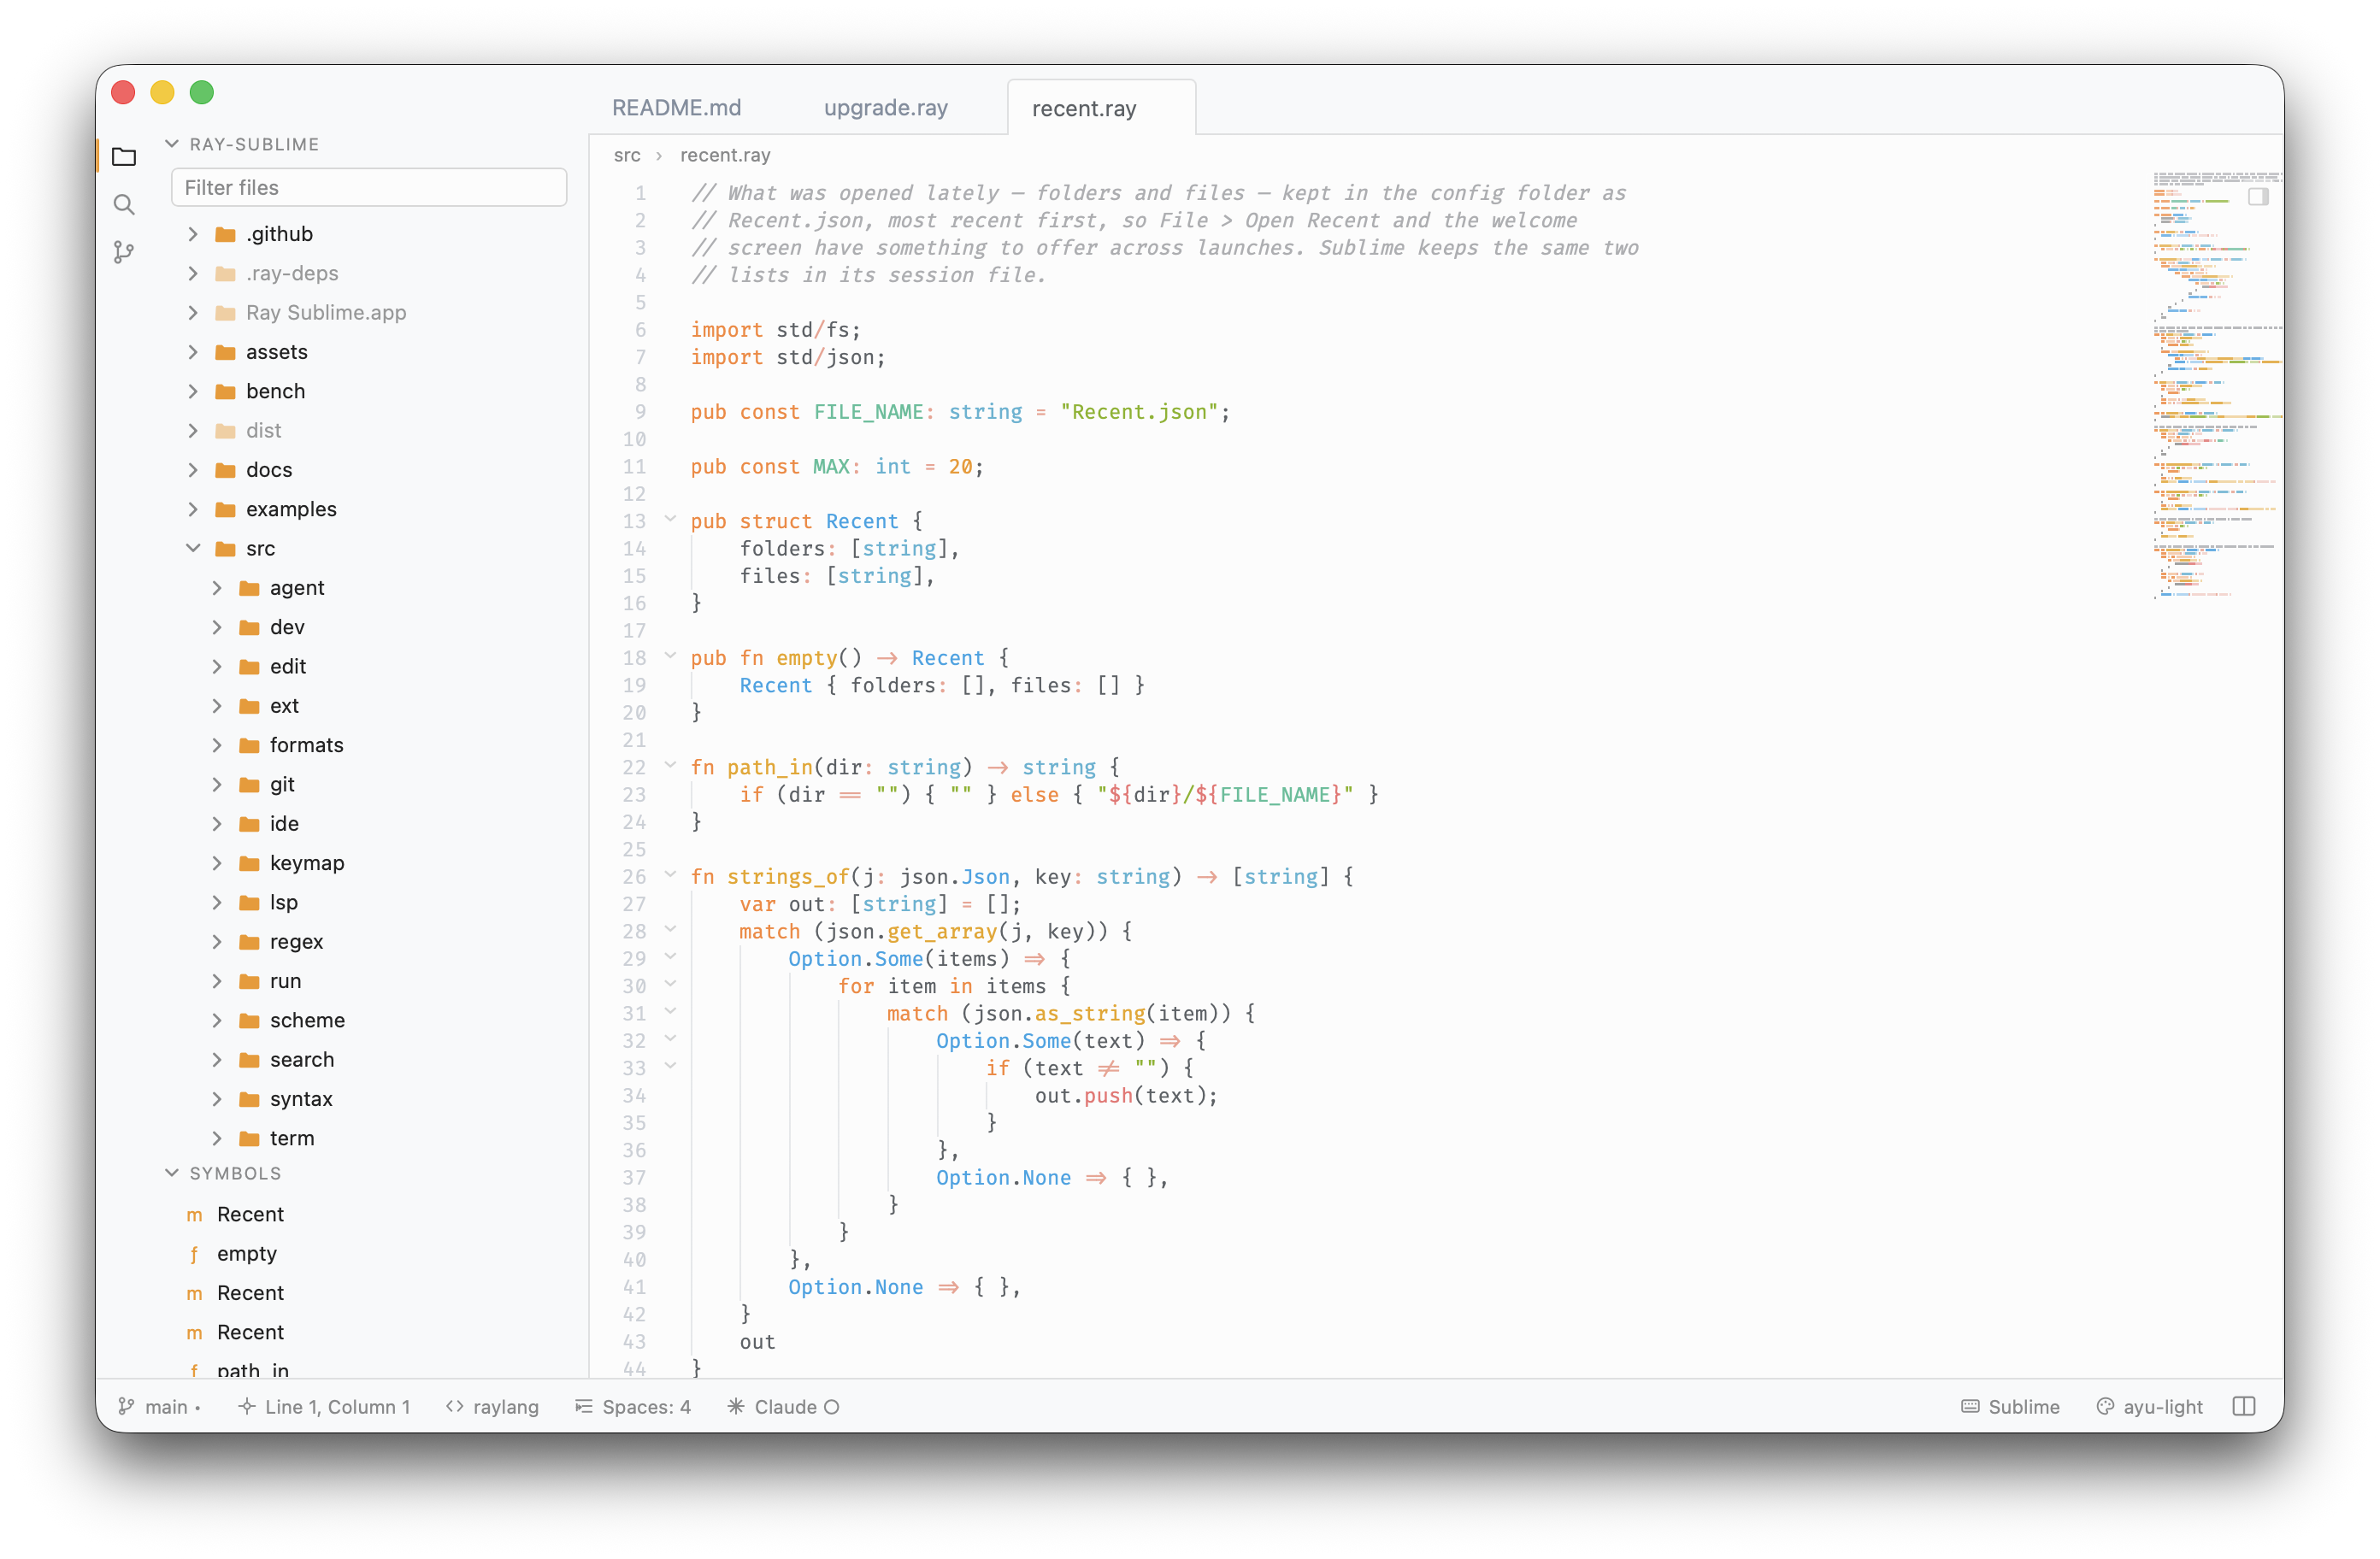 README.md
upgrade.ray
recent.ray
RAY-SUBLIME
Filter files
.github
.ray-deps
Ray Sublime.app
assets
bench
dist
docs
examples
src
agent
dev
edit
ext
formats
git
ide
keymap
lsp
regex
run
scheme
search
syntax
term
SYMBOLS
m Recent
ƒ empty
m Recent
m Recent
ƒ path_in
src › recent.ray
1 // What was opened lately — folders and files — kept in the config folder as
2 // Recent.json, most recent first, so File > Open Recent and the welcome
3 // screen have something to offer across launches. Sublime keeps the same two
4 // lists in its session file.
5
6 import std/fs;
7 import std/json;
8
9 pub const FILE_NAME: string = "Recent.json";
10
11 pub const MAX: int = 20;
12
13 pub struct Recent {
14     folders: [string],
15     files: [string],
16 }
17
18 pub fn empty() -> Recent {
19     Recent { folders: [], files: [] }
20 }
21
22 fn path_in(dir: string) -> string {
23     if (dir == "") { "" } else { "${dir}/${FILE_NAME}" }
24 }
25
26 fn strings_of(j: json.Json, key: string) -> [string] {
27     var out: [string] = [];
28     match (json.get_array(j, key)) {
29         Option.Some(items) => {
30             for item in items {
31                 match (json.as_string(item)) {
32                     Option.Some(text) => {
33                         if (text != "") {
34                             out.push(text);
35                         }
36                     },
37                     Option.None => { },
38                 }
39             }
40         },
41         Option.None => { },
42     }
43     out
44 }
main •
Line 1, Column 1
raylang
Spaces: 4
Claude
Sublime
ayu-light